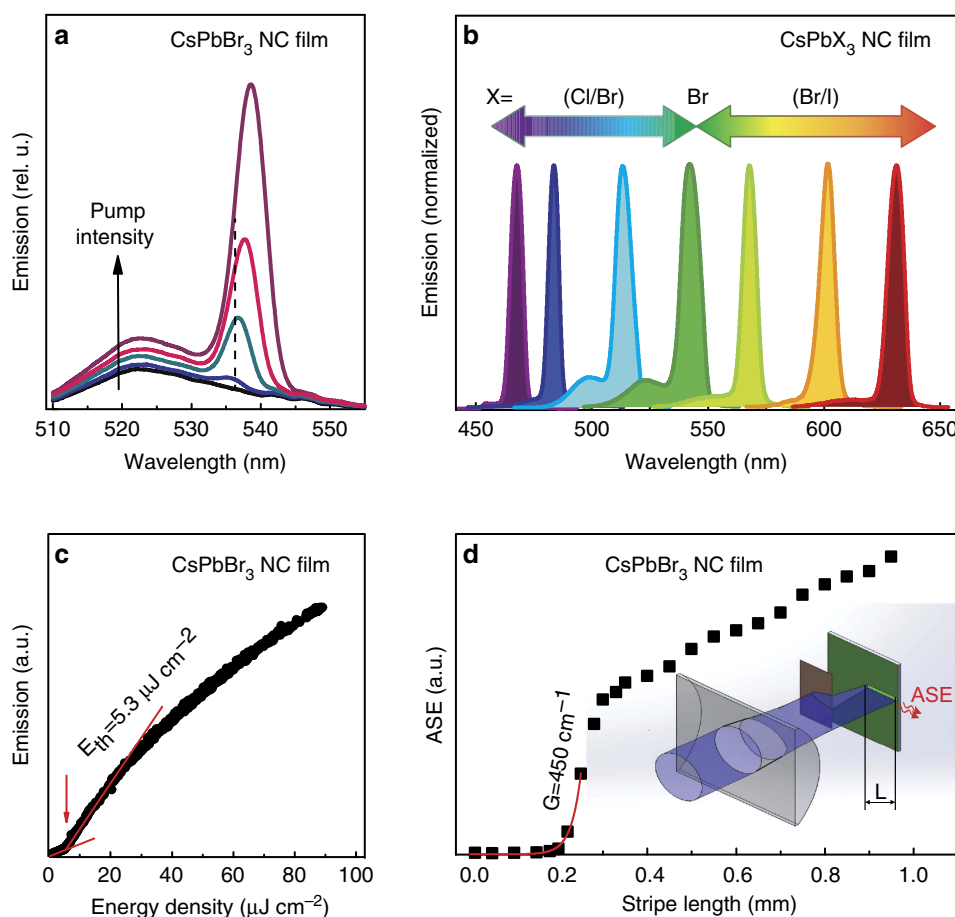 a
CsPbBr₃ NC film
Emission (rel. u.)
Pump
intensity
510 520 530 540 550
Wavelength (nm)
b
CsPbX₃ NC film
X= (Cl/Br) Br (Br/I)
Emission (normalized)
450 500 550 600 650
Wavelength (nm)
c
CsPbBr₃ NC film
Emission (a.u.)
E_th=5.3 μJ cm⁻²
0 20 40 60 80 100
Energy density (μJ cm⁻²)
d
CsPbBr₃ NC film
ASE (a.u.)
G=450 cm⁻¹
ASE
L
0.0 0.2 0.4 0.6 0.8 1.0
Stripe length (mm)